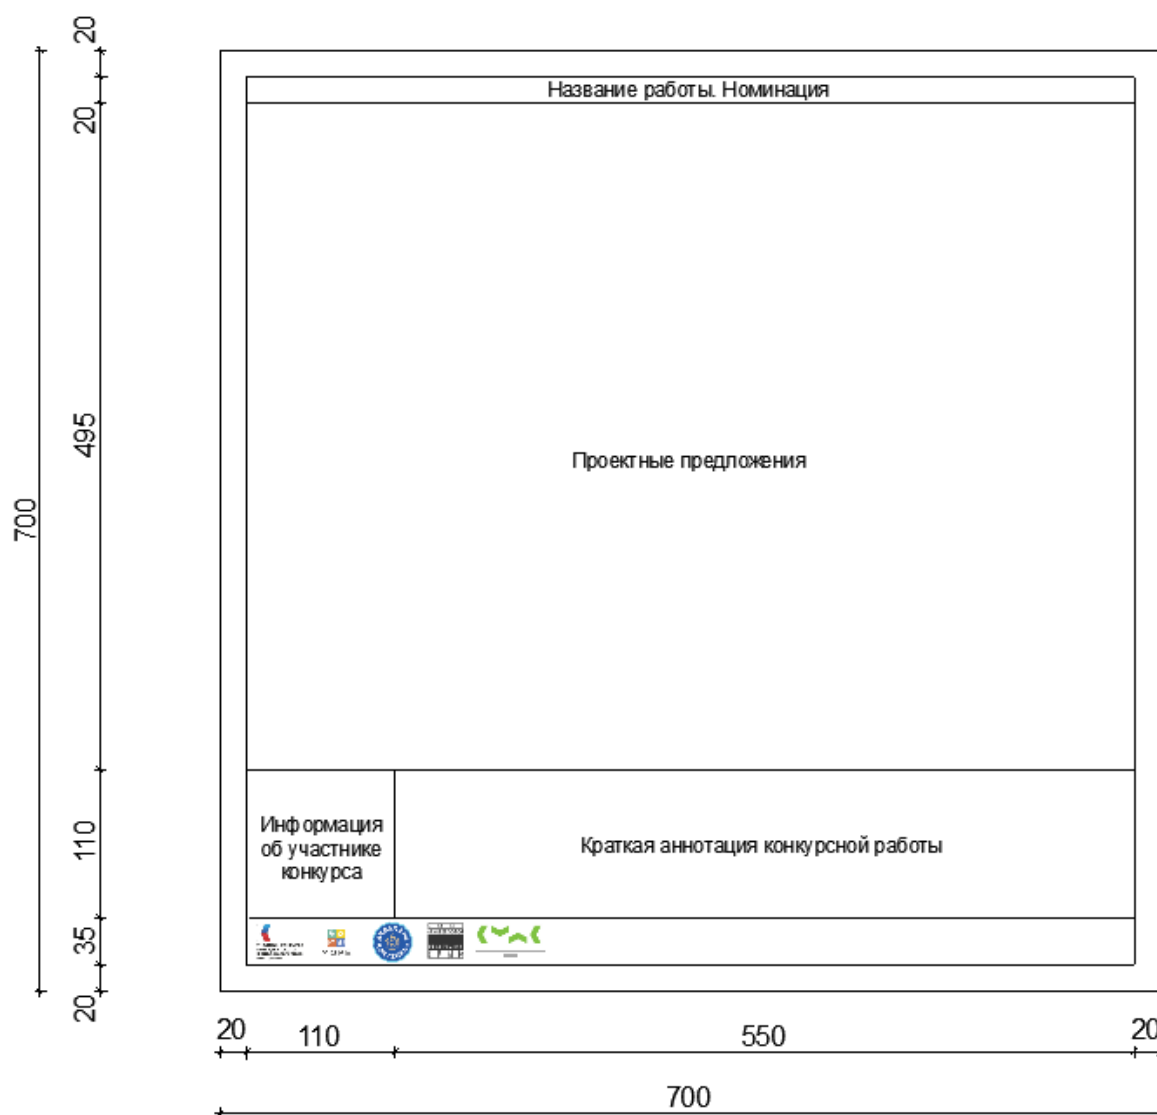 20
Название работы. Номинация
20
495
Проектные предложения
700
Информация
об участнике
конкурса
Краткая аннотация конкурсной работы
110
35
20
20
110
550
20
700